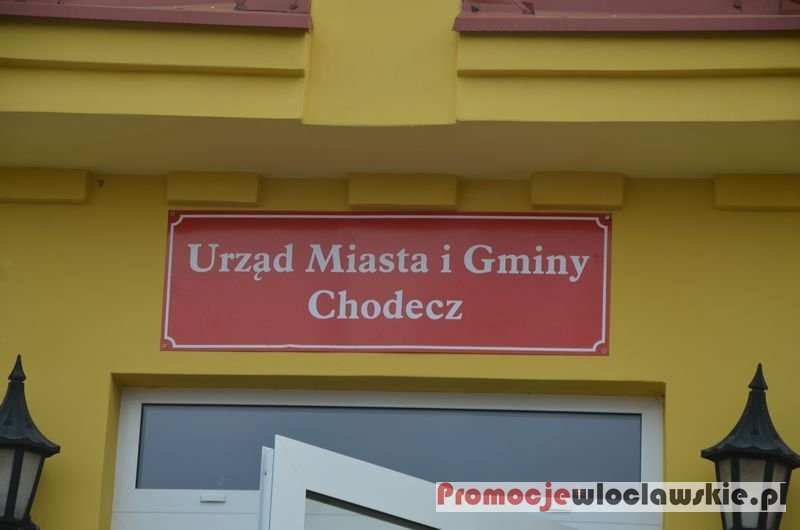 Urząd Miasta i Gminy
Chodecz
Promocjewloclawskie.pl